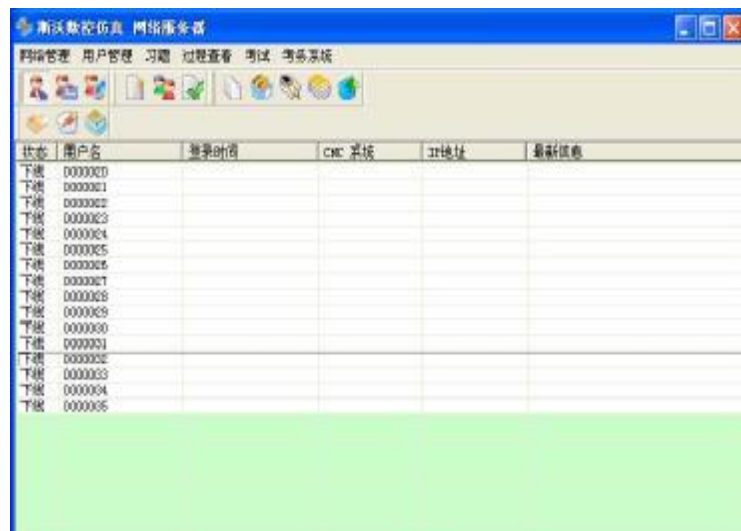 斯沃数控仿真 网络服务器
网络管理 用户管理 习题 过程查看 考试 考务系统
状态 用户名 登录时间 CNC 系统 IP地址 最新信息
下线 0000020
下线 0000021
下线 0000022
下线 0000023
下线 0000024
下线 0000025
下线 0000026
下线 0000027
下线 0000028
下线 0000029
下线 0000030
下线 0000031
下线 0000032
下线 0000033
下线 0000034
下线 0000035